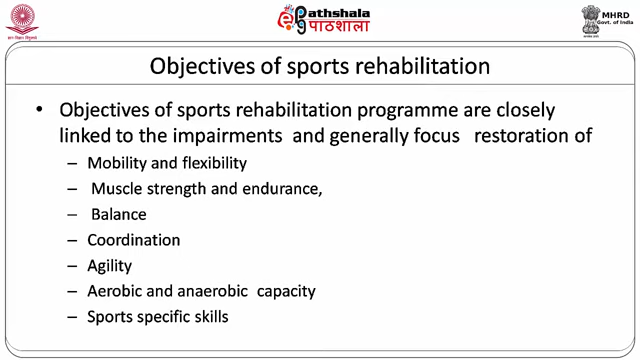 ePathshala
पाठशाला
MHRD
Govt. of India
Objectives of sports rehabilitation
• Objectives of sports rehabilitation programme are closely
linked to the impairments and generally focus restoration of
– Mobility and flexibility
– Muscle strength and endurance,
– Balance
– Coordination
– Agility
– Aerobic and anaerobic capacity
– Sports specific skills